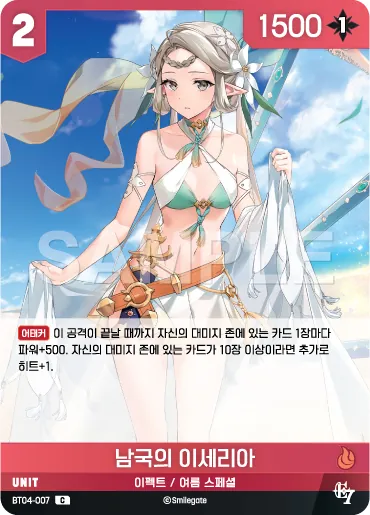 2
1500 1
SAMPLE
어태커 이 공격이 끝날 때까지 자신의 대미지 존에 있는 카드 1장마다
파워+500. 자신의 대미지 존에 있는 카드가 10장 이상이라면 추가로
히트+1.
남국의 이세리아
UNIT 이펙트 / 여름 스페셜
BT04-007 C ©Smilegate E7